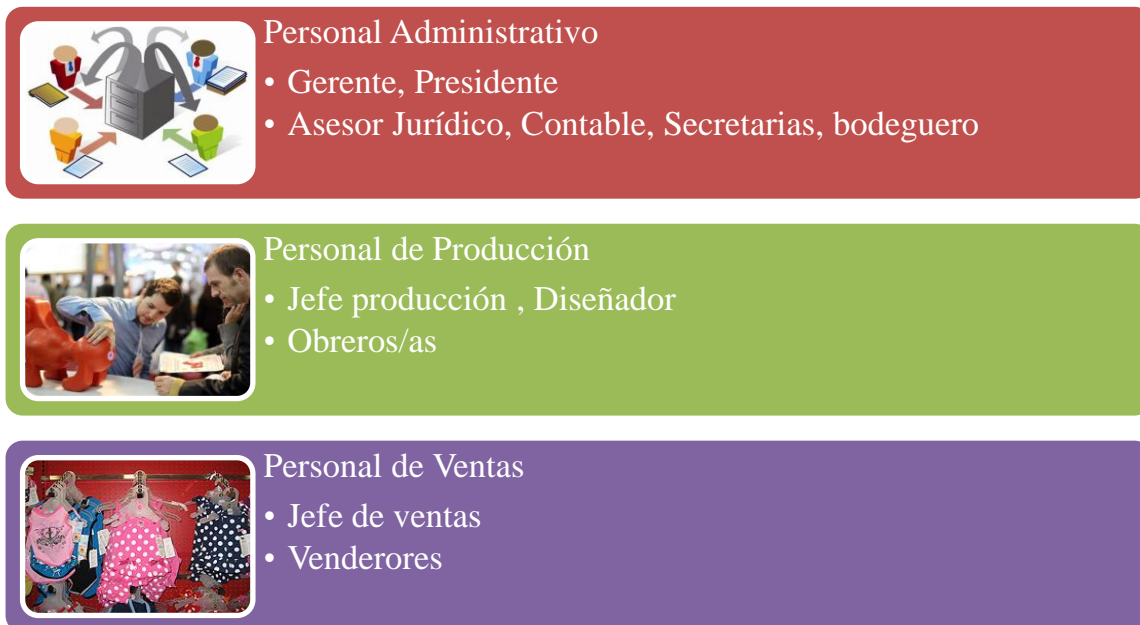 Personal Administrativo
• Gerente, Presidente
• Asesor Jurídico, Contable, Secretarias, bodeguero
Personal de Producción
• Jefe producción , Diseñador
• Obreros/as
Personal de Ventas
• Jefe de ventas
• Venderores